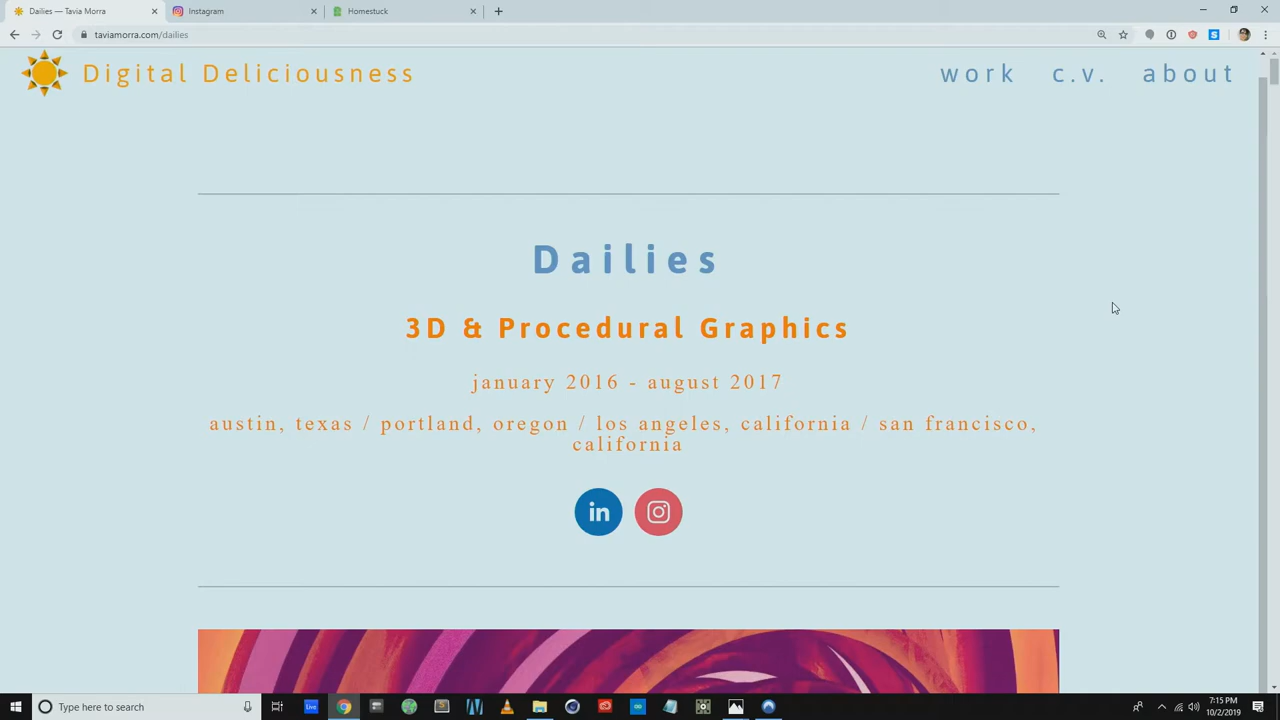 Dailies — Tavia Morra
Instagram
Homestuck
taviamorra.com/dailies
Digital Deliciousness
work c.v. about
Dailies
3D & Procedural Graphics
january 2016 - august 2017
austin, texas / portland, oregon / los angeles, california / san francisco,
california
in
Type here to search
Live
7:15 PM
10/2/2019